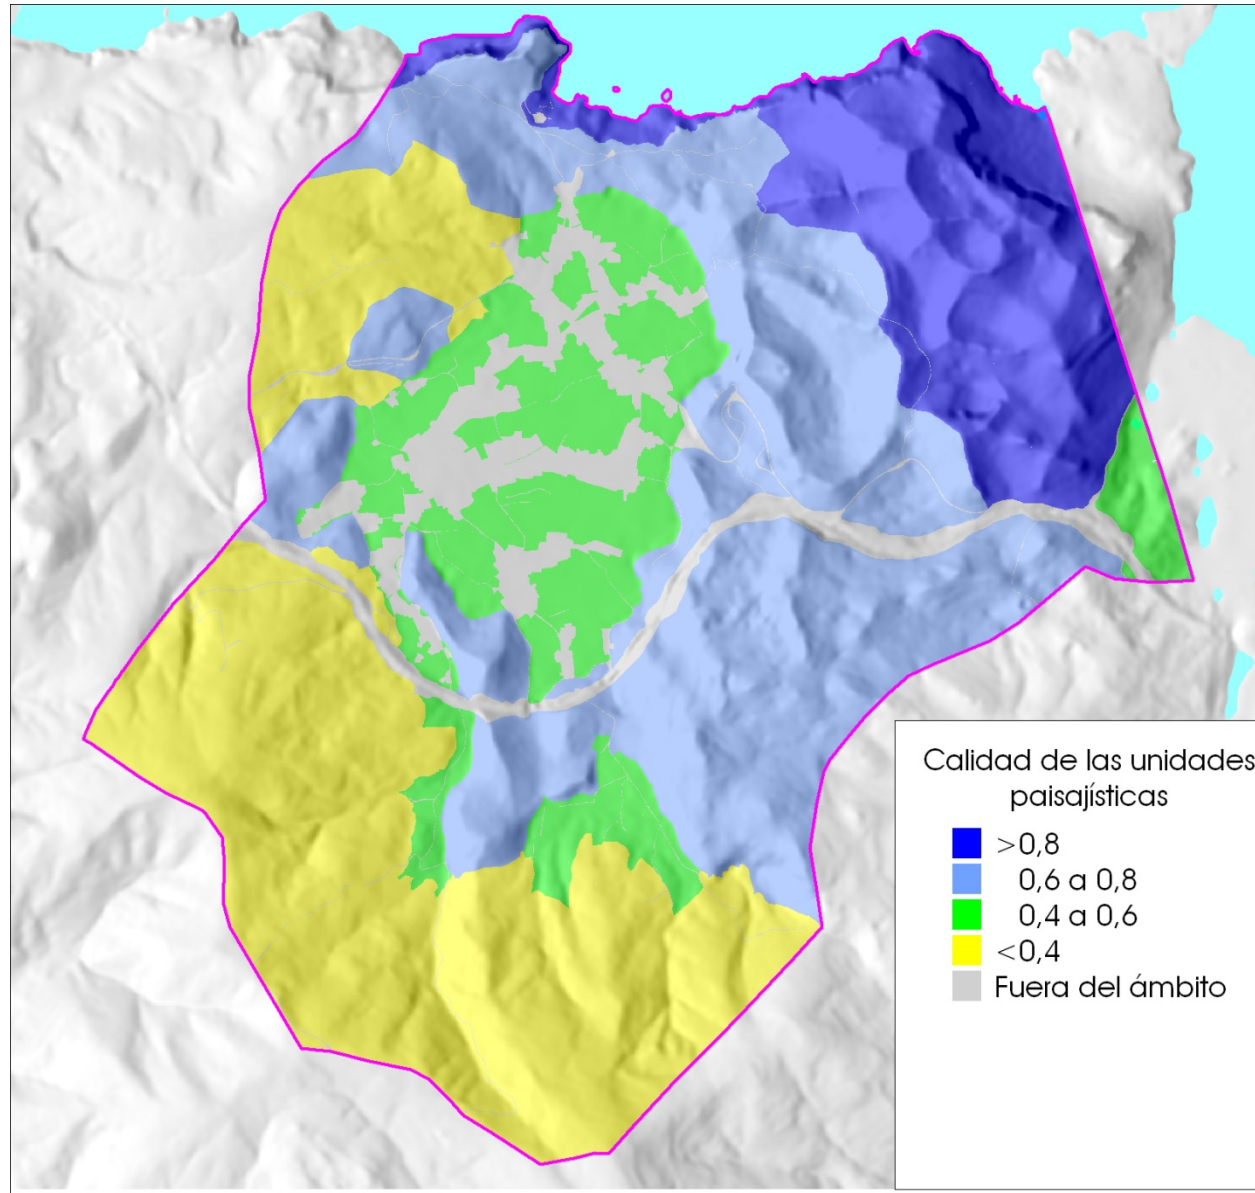 Calidad de las unidades
paisajísticas
>0,8
0,6 a 0,8
0,4 a 0,6
<0,4
Fuera del ámbito